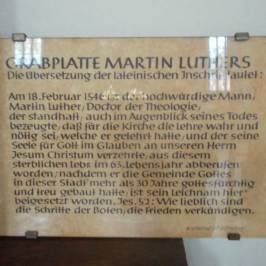 GRABPLATTE MARTIN LUTHERS
Die Übersetzung der lateinischen Inschrift lautet:
Am 18. Februar 1546 ist der hochwürdige Mann,
Martin Luther, Doctor der Theologie,
der standhaft auch im Augenblick seines Todes
bezeugte, daß für die Kirche die Lehre wahr und
nötig sei, welche er gelehrt hatte, und der seine
Seele für Gott im Glauben an unseren Herrn
Jesum Christum verzehrte, aus diesem
sterblichen Leben im 63. Lebensjahr abberufen
worden, nachdem er die Gemeinde Gottes
in dieser Stadt mehr als 30 Jahre gottesfürchtig
und treu gebaut hatte, ist sein Leichnam hier
beigesetzt worden. Jes. 52: Wie lieblich sind
die Schritte der Boten, die Frieden verkündigen.